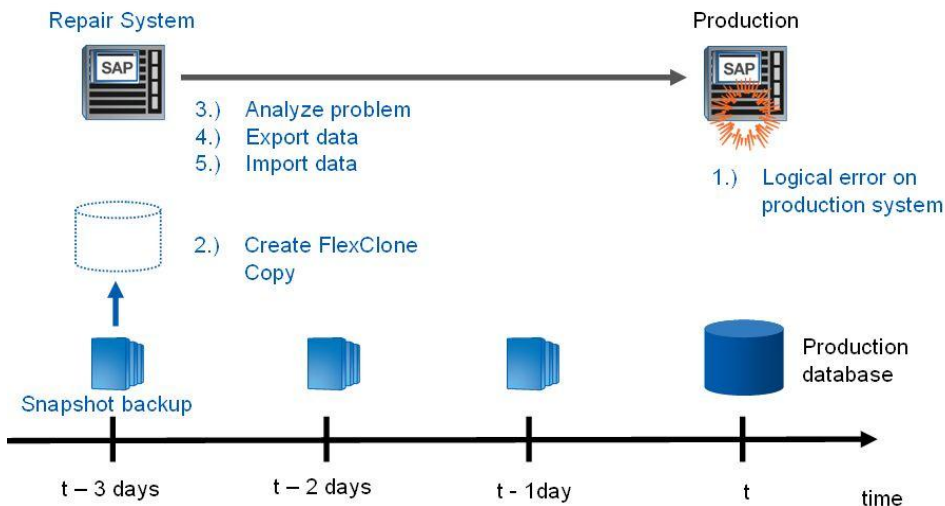 Repair System
Production
SAP
SAP
3.) Analyze problem
4.) Export data
5.) Import data
1.) Logical error on
production system
2.) Create FlexClone
Copy
Production
database
Snapshot backup
t – 3 days
t – 2 days
t - 1day
t
time